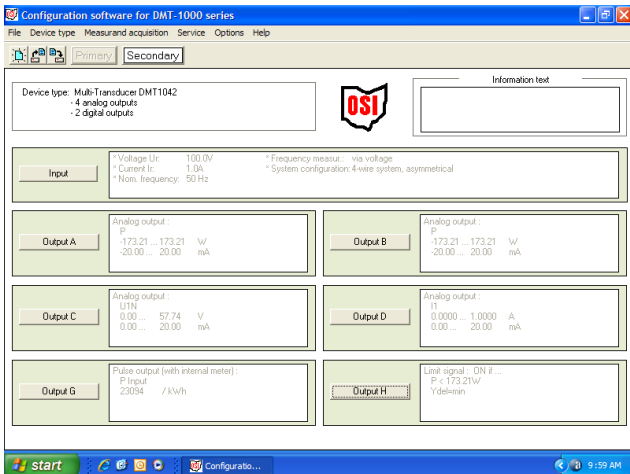 Configuration software for DMT-1000 series
File Device type Measurand acquisition Service Options Help
Primary Secondary
Device type: Multi-Transducer DMT1042
- 4 analog outputs
- 2 digital outputs
OSI
Information text
Input
* Voltage Ur: 100.0V * Frequency measur.: via voltage
* Current Ir: 1.0A * System configuration: 4-wire system, asymmetrical
* Nom. frequency: 50 Hz
Output A
Analog output :
P
-173.21 ... 173.21 W
-20.00 ... 20.00 mA
Output B
Analog output :
P
-173.21 ... 173.21 W
-20.00 ... 20.00 mA
Output C
Analog output :
U1N
0.00 ... 57.74 V
0.00 ... 20.00 mA
Output D
Analog output :
I1
0.0000 ... 1.0000 A
0.00 ... 20.00 mA
Output G
Pulse output (with internal meter) :
P Input
23094 / kWh
Output H
Limit signal : ON if ...
P < 173.21W
Ydel=min
start
Configuratio...
9:59 AM